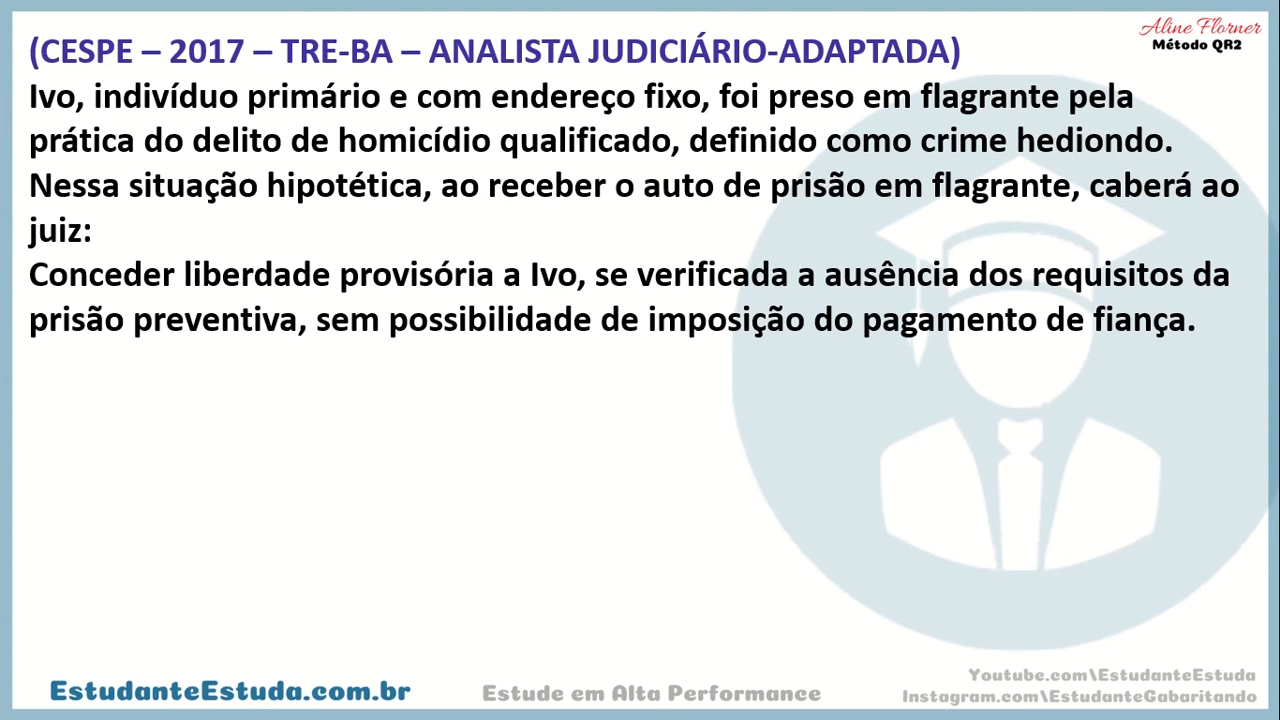 Aline Florner
Método QR2
(CESPE – 2017 – TRE-BA – ANALISTA JUDICIÁRIO-ADAPTADA)
Ivo, indivíduo primário e com endereço fixo, foi preso em flagrante pela
prática do delito de homicídio qualificado, definido como crime hediondo.
Nessa situação hipotética, ao receber o auto de prisão em flagrante, caberá ao
juiz:
Conceder liberdade provisória a Ivo, se verificada a ausência dos requisitos da
prisão preventiva, sem possibilidade de imposição do pagamento de fiança.
EstudanteEstuda.com.br
Estude em Alta Performance
Youtube.com\EstudanteEstuda
Instagram.com\EstudanteGabaritando